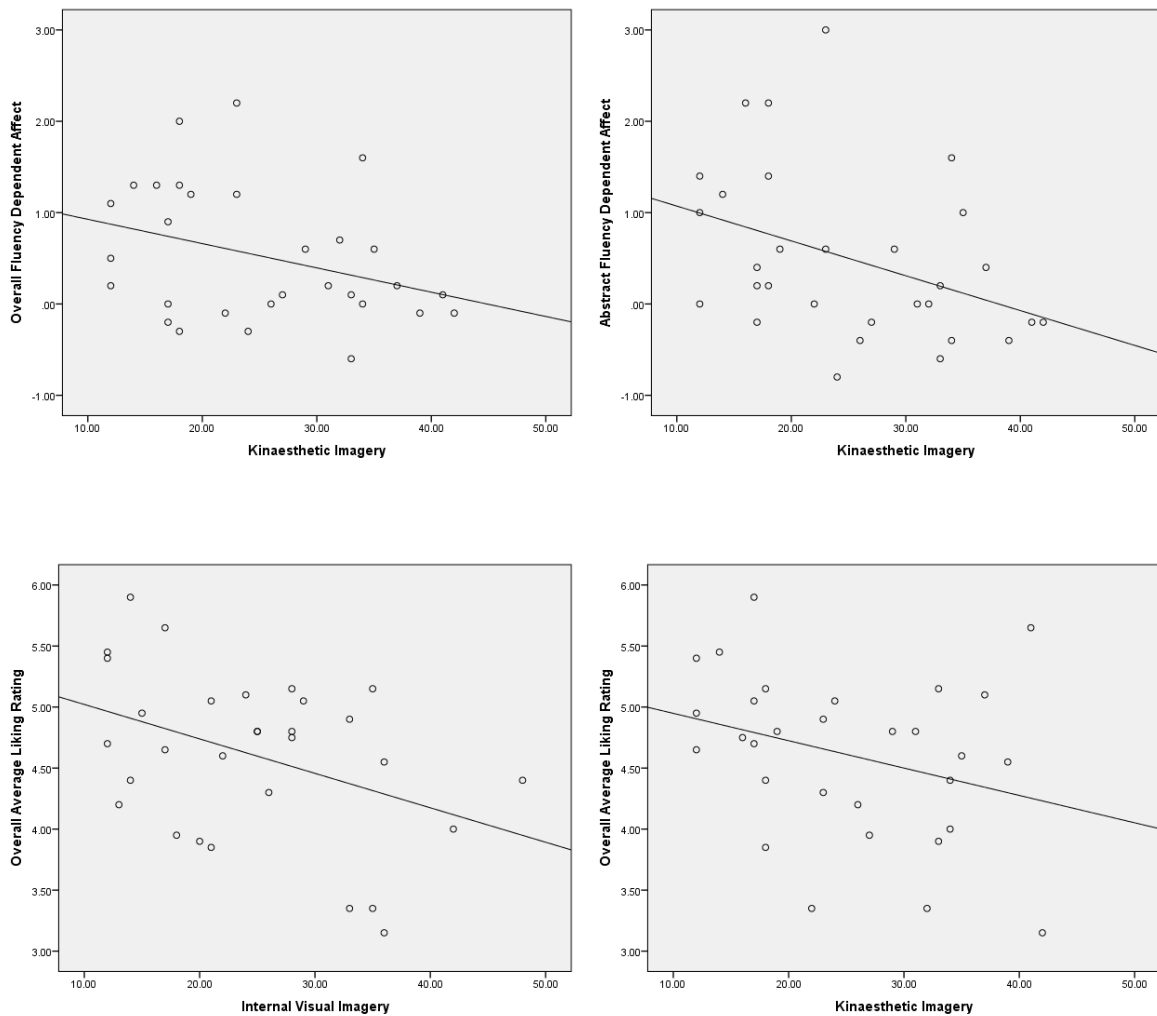 3.00
2.00
1.00
.00
-1.00
Overall Fluency Dependent Affect
10.00 20.00 30.00 40.00 50.00
Kinaesthetic Imagery
3.00
2.00
1.00
.00
-1.00
Abstract Fluency Dependent Affect
10.00 20.00 30.00 40.00 50.00
Kinaesthetic Imagery
6.00
5.50
5.00
4.50
4.00
3.50
3.00
Overall Average Liking Rating
10.00 20.00 30.00 40.00 50.00
Internal Visual Imagery
6.00
5.50
5.00
4.50
4.00
3.50
3.00
Overall Average Liking Rating
10.00 20.00 30.00 40.00 50.00
Kinaesthetic Imagery